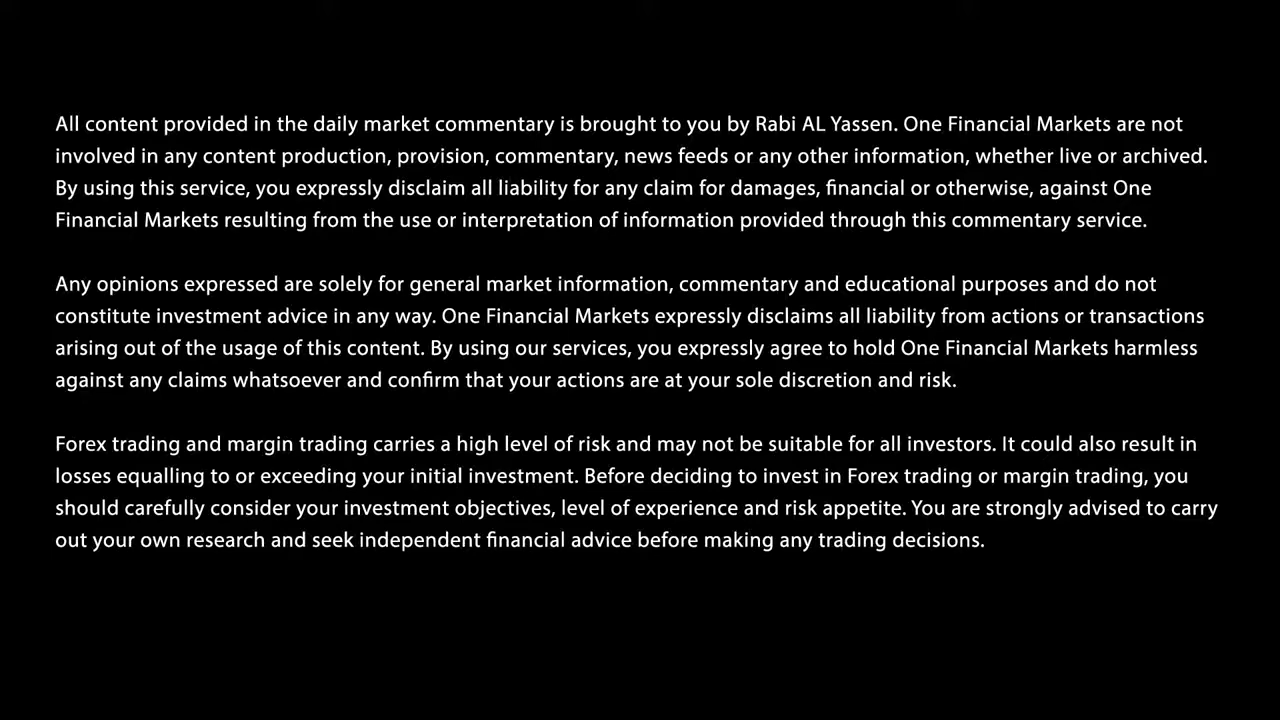 All content provided in the daily market commentary is brought to you by Rabi AL Yassen. One Financial Markets are not
involved in any content production, provision, commentary, news feeds or any other information, whether live or archived.
By using this service, you expressly disclaim all liability for any claim for damages, financial or otherwise, against One
Financial Markets resulting from the use or interpretation of information provided through this commentary service.
Any opinions expressed are solely for general market information, commentary and educational purposes and do not
constitute investment advice in any way. One Financial Markets expressly disclaims all liability from actions or transactions
arising out of the usage of this content. By using our services, you expressly agree to hold One Financial Markets harmless
against any claims whatsoever and confirm that your actions are at your sole discretion and risk.
Forex trading and margin trading carries a high level of risk and may not be suitable for all investors. It could also result in
losses equalling to or exceeding your initial investment. Before deciding to invest in Forex trading or margin trading, you
should carefully consider your investment objectives, level of experience and risk appetite. You are strongly advised to carry
out your own research and seek independent financial advice before making any trading decisions.